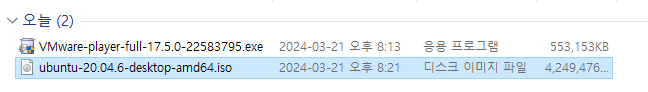 오늘 (2)
VMware-player-full-17.5.0-22583795.exe 2024-03-21 오후 8:13 응용 프로그램 553,153KB
ubuntu-20.04.6-desktop-amd64.iso 2024-03-21 오후 8:21 디스크 이미지 파일 4,249,476...